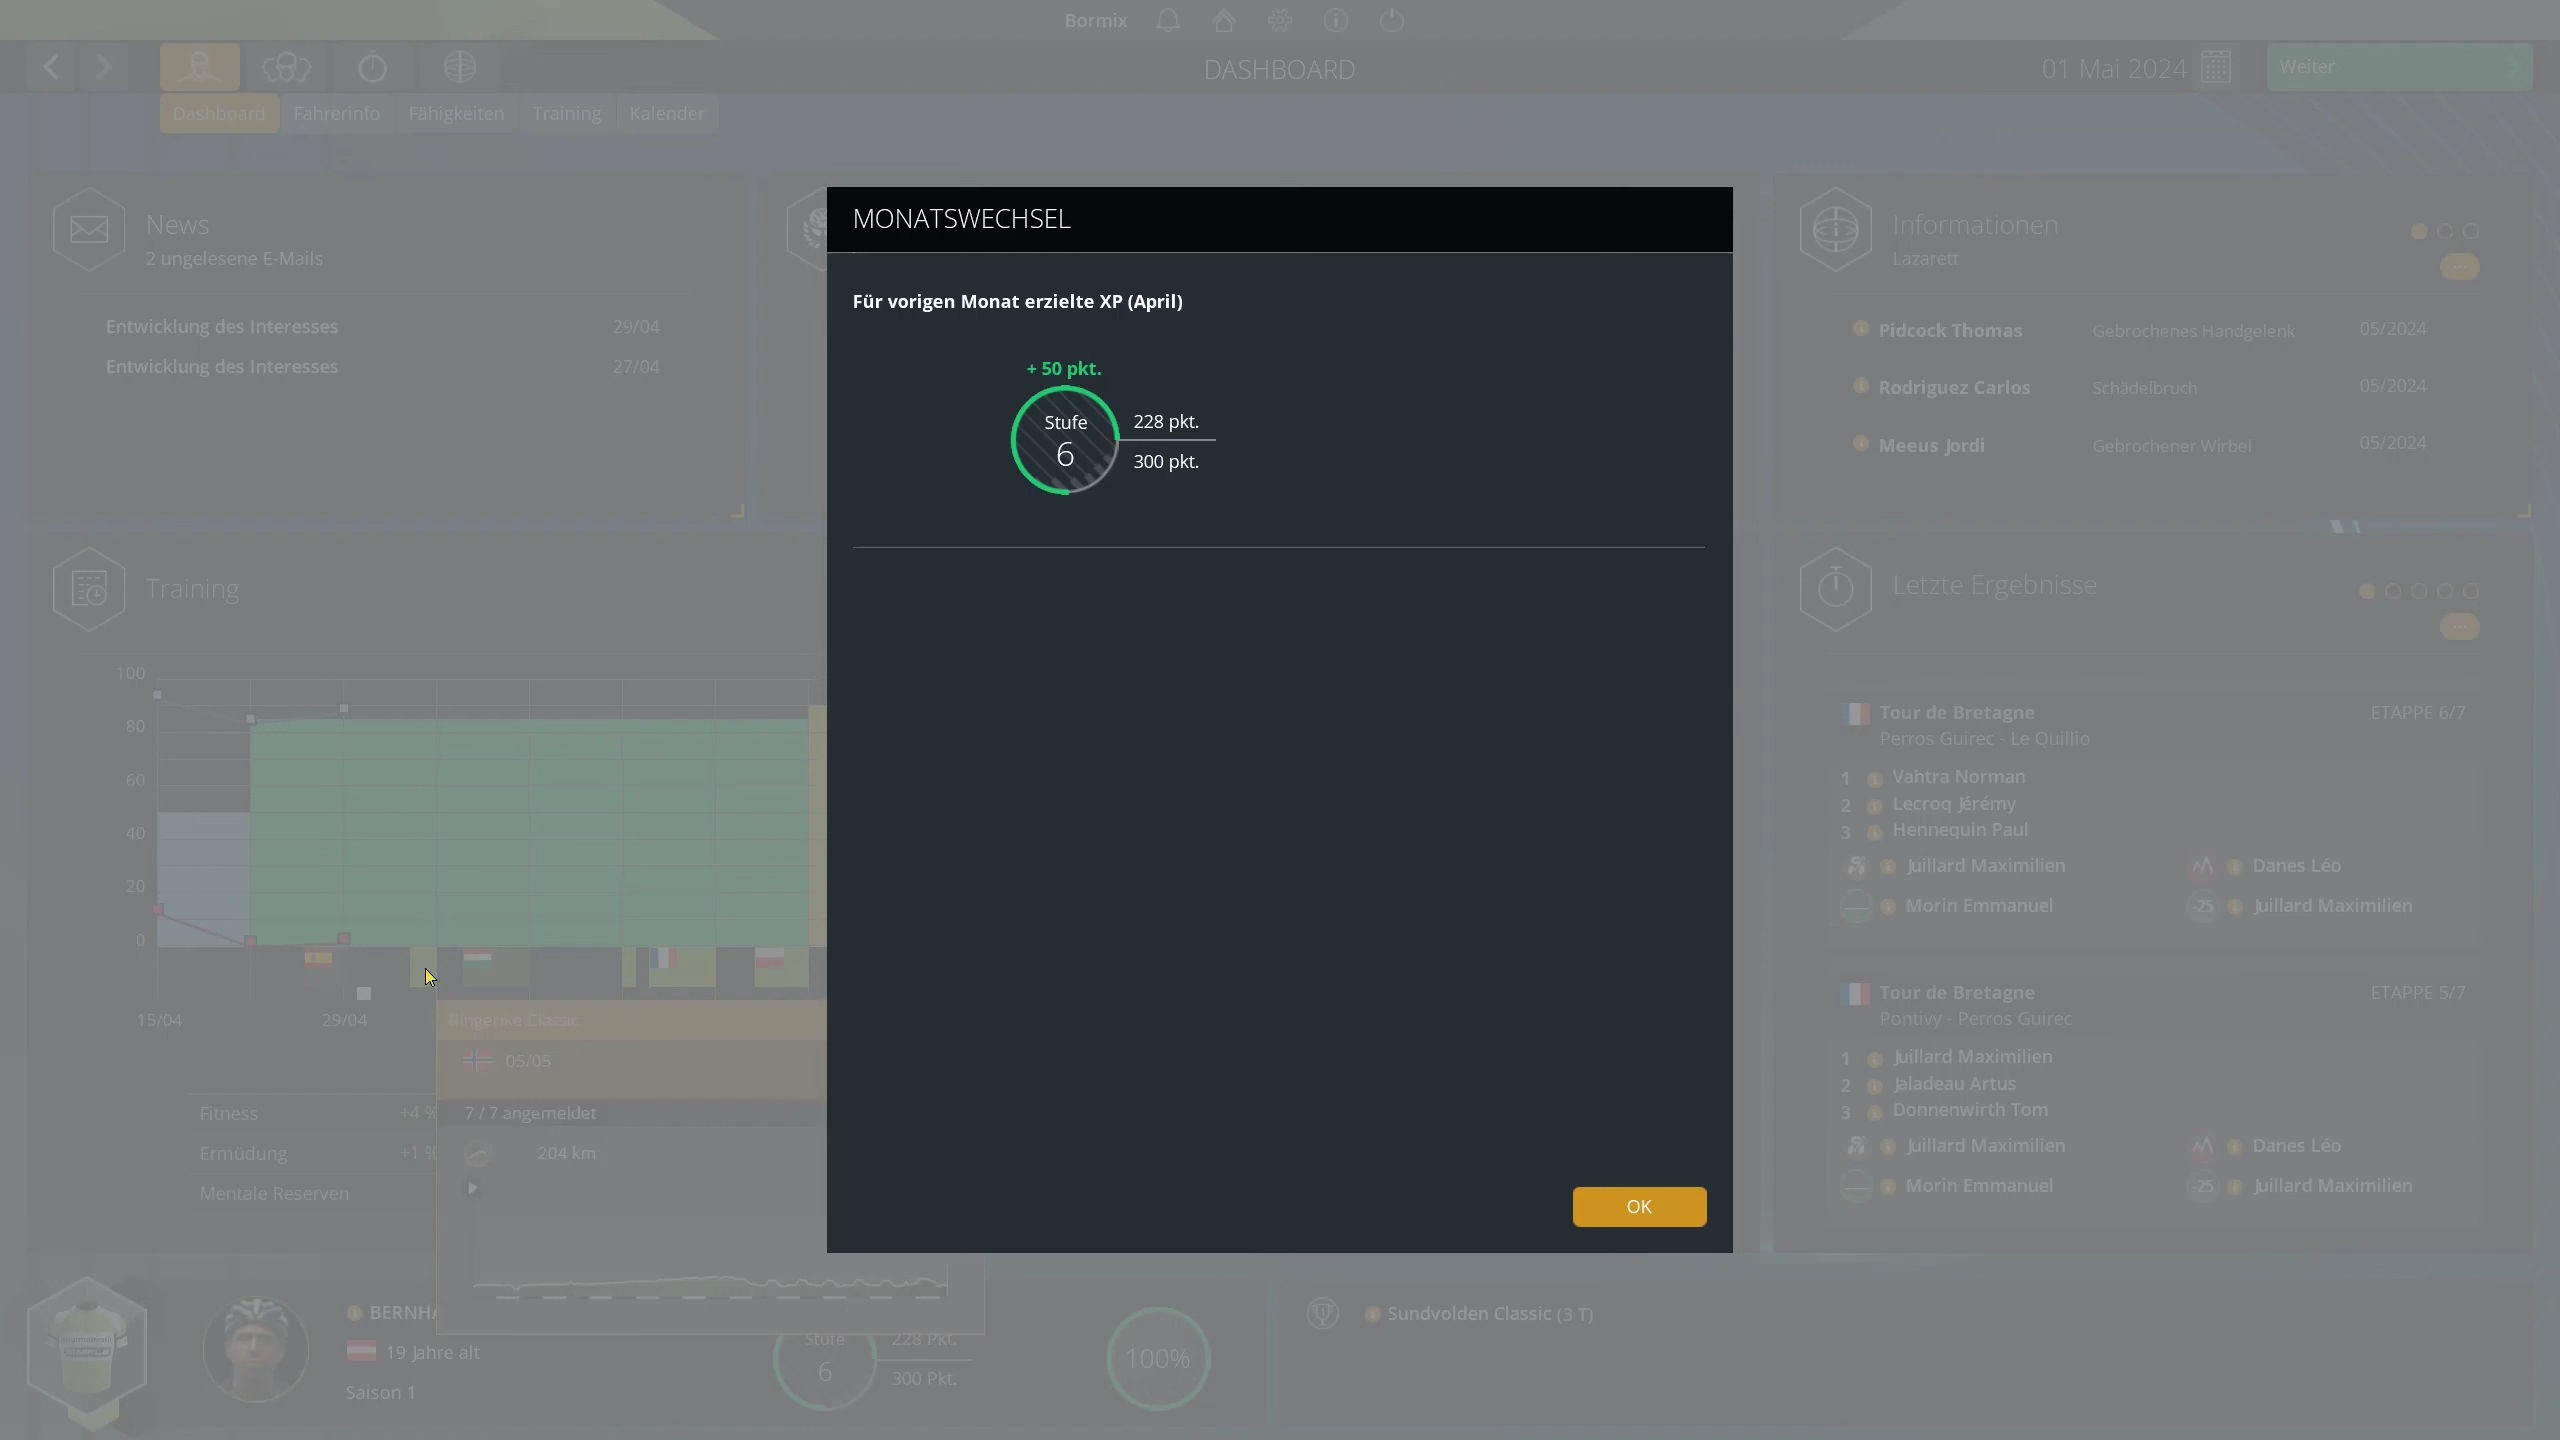 Bormix
DASHBOARD
01 Mai 2024
Weiter
Dashboard Fahrerinfo Fähigkeiten Training Kalender
News
2 ungelesene E-Mails
Entwicklung des Interesses 29/04
Entwicklung des Interesses 27/04
MONATSWECHSEL
Für vorigen Monat erzielte XP (April)
+ 50 pkt.
Stufe
6
228 pkt.
300 pkt.
OK
Informationen
Lazarett
Pidcock Thomas Gebrochenes Handgelenk 05/2024
Rodriguez Carlos Schädelbruch 05/2024
Meeus Jordi Gebrochener Wirbel 05/2024
Training
100
80
60
40
20
0
15/04 29/04
Ringerike Classic
05/05
7 / 7 angemeldet
204 km
Fitness +4 %
Ermüdung +1 %
Mentale Reserven
Letzte Ergebnisse
Tour de Bretagne ETAPPE 6/7
Perros Guirec - Le Quillio
1 Vahtra Norman
2 Lecroq Jérémy
3 Hennequin Paul
Juillard Maximilien Danes Léo
Morin Emmanuel -25 Juillard Maximilien
Tour de Bretagne ETAPPE 5/7
Pontivy - Perros Guirec
1 Juillard Maximilien
2 Jaladeau Artus
3 Donnenwirth Tom
Juillard Maximilien Danes Léo
Morin Emmanuel -25 Juillard Maximilien
BERNHA
19 Jahre alt
Saison 1
Stufe
6
228 Pkt.
300 Pkt.
100%
Sundvolden Classic (3 T)